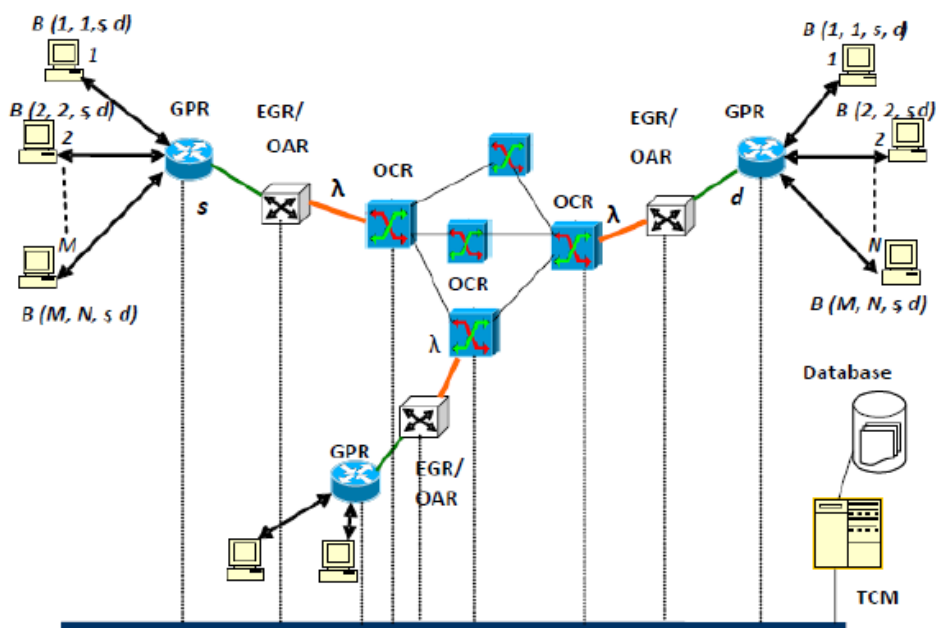 B (1, 1,s, d)
1
B (2, 2, s, d)
2
M
B (M, N, s, d)
GPR
s
EGR/
OAR
λ
OCR
OCR
OCR
λ
EGR/
OAR
GPR
d
B (1, 1, s, d)
1
B (2, 2, s, d)
2
N
B (M, N, s, d)
λ
GPR
EGR/
OAR
Database
TCM